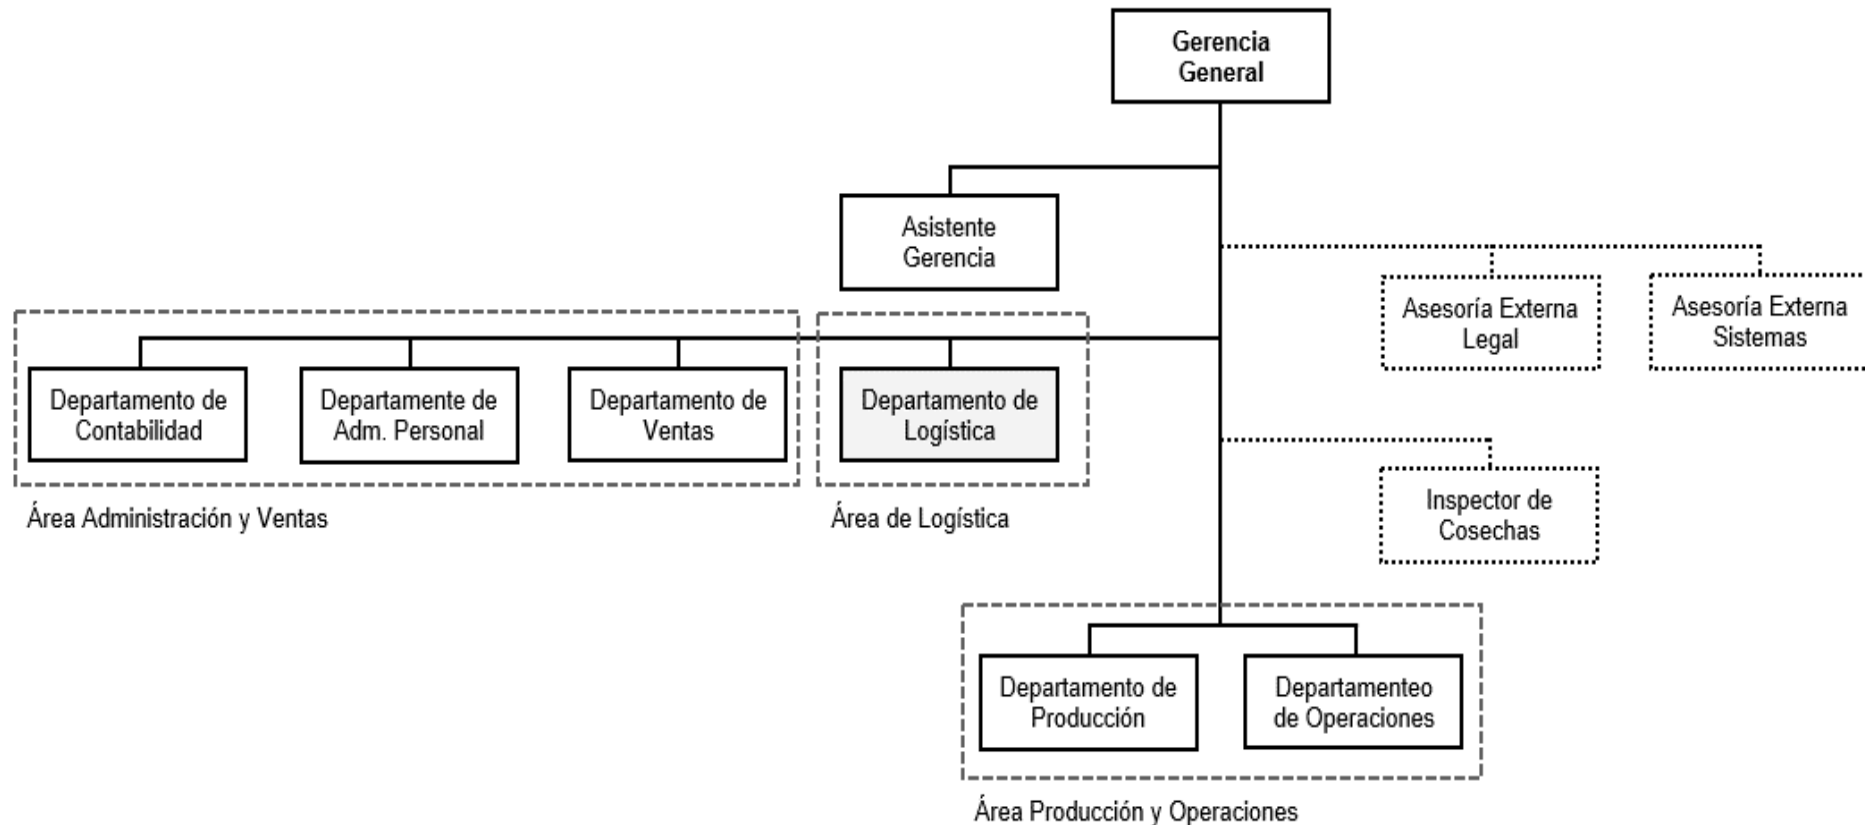 Gerencia
General
Asistente
Gerencia
Asesoría Externa
Legal
Asesoría Externa
Sistemas
Departamento de
Contabilidad
Departamente de
Adm. Personal
Departamento de
Ventas
Departamento de
Logística
Área Administración y Ventas
Área de Logística
Inspector de
Cosechas
Departamento de
Producción
Departamenteo
de Operaciones
Área Producción y Operaciones